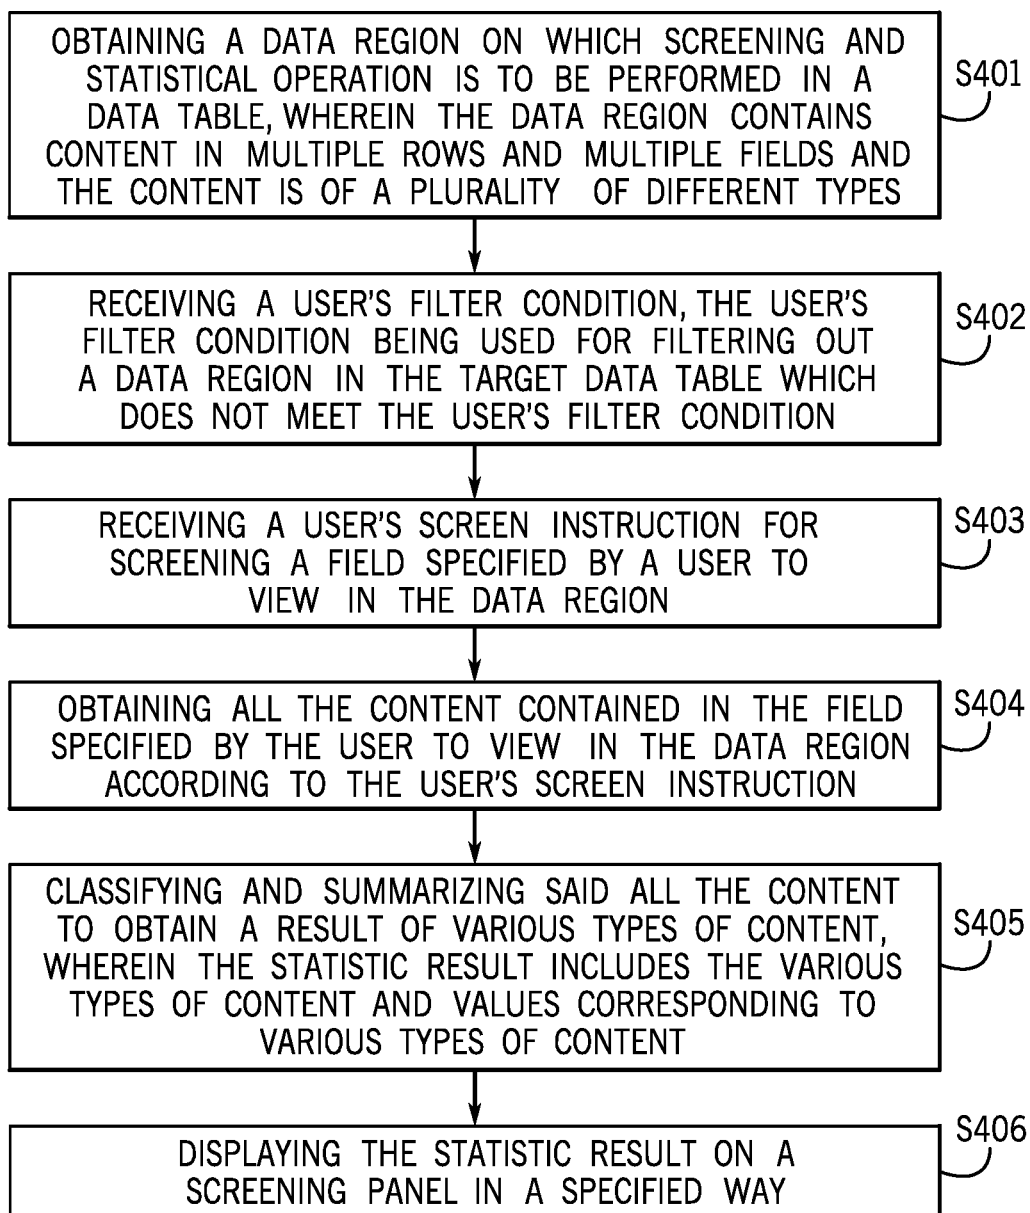 OBTAINING A DATA REGION ON WHICH SCREENING AND
STATISTICAL OPERATION IS TO BE PERFORMED IN A
DATA TABLE, WHEREIN THE DATA REGION CONTAINS
CONTENT IN MULTIPLE ROWS AND MULTIPLE FIELDS AND
THE CONTENT IS OF A PLURALITY OF DIFFERENT TYPES
S401
RECEIVING A USER'S FILTER CONDITION, THE USER'S
FILTER CONDITION BEING USED FOR FILTERING OUT
A DATA REGION IN THE TARGET DATA TABLE WHICH
DOES NOT MEET THE USER'S FILTER CONDITION
S402
RECEIVING A USER'S SCREEN INSTRUCTION FOR
SCREENING A FIELD SPECIFIED BY A USER TO
VIEW IN THE DATA REGION
S403
OBTAINING ALL THE CONTENT CONTAINED IN THE FIELD
SPECIFIED BY THE USER TO VIEW IN THE DATA REGION
ACCORDING TO THE USER'S SCREEN INSTRUCTION
S404
CLASSIFYING AND SUMMARIZING SAID ALL THE CONTENT
TO OBTAIN A RESULT OF VARIOUS TYPES OF CONTENT,
WHEREIN THE STATISTIC RESULT INCLUDES THE VARIOUS
TYPES OF CONTENT AND VALUES CORRESPONDING TO
VARIOUS TYPES OF CONTENT
S405
DISPLAYING THE STATISTIC RESULT ON A
SCREENING PANEL IN A SPECIFIED WAY
S406